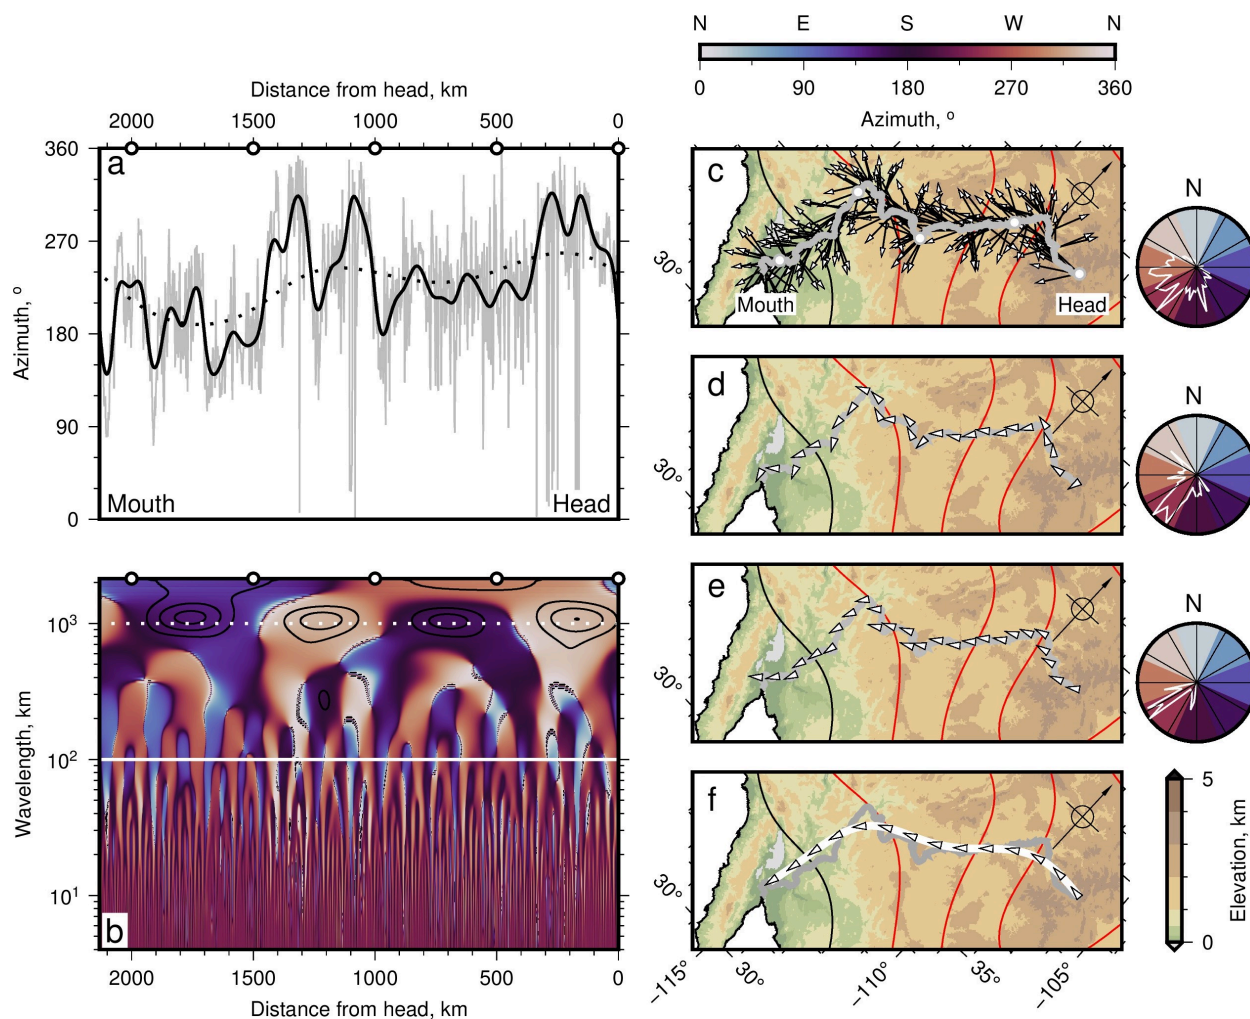 N E S W N
0 90 180 270 360
Azimuth, °
Distance from head, km
2000 1500 1000 500 0
360
270
180
90
0
Azimuth, °
a
Mouth Head
c
N
30°
Mouth Head
d
N
30°
e
N
30°
f
30°
−115° 30° −110° 35° −105°
5
0
Elevation, km
10³
10²
10¹
Wavelength, km
b
2000 1500 1000 500 0
Distance from head, km